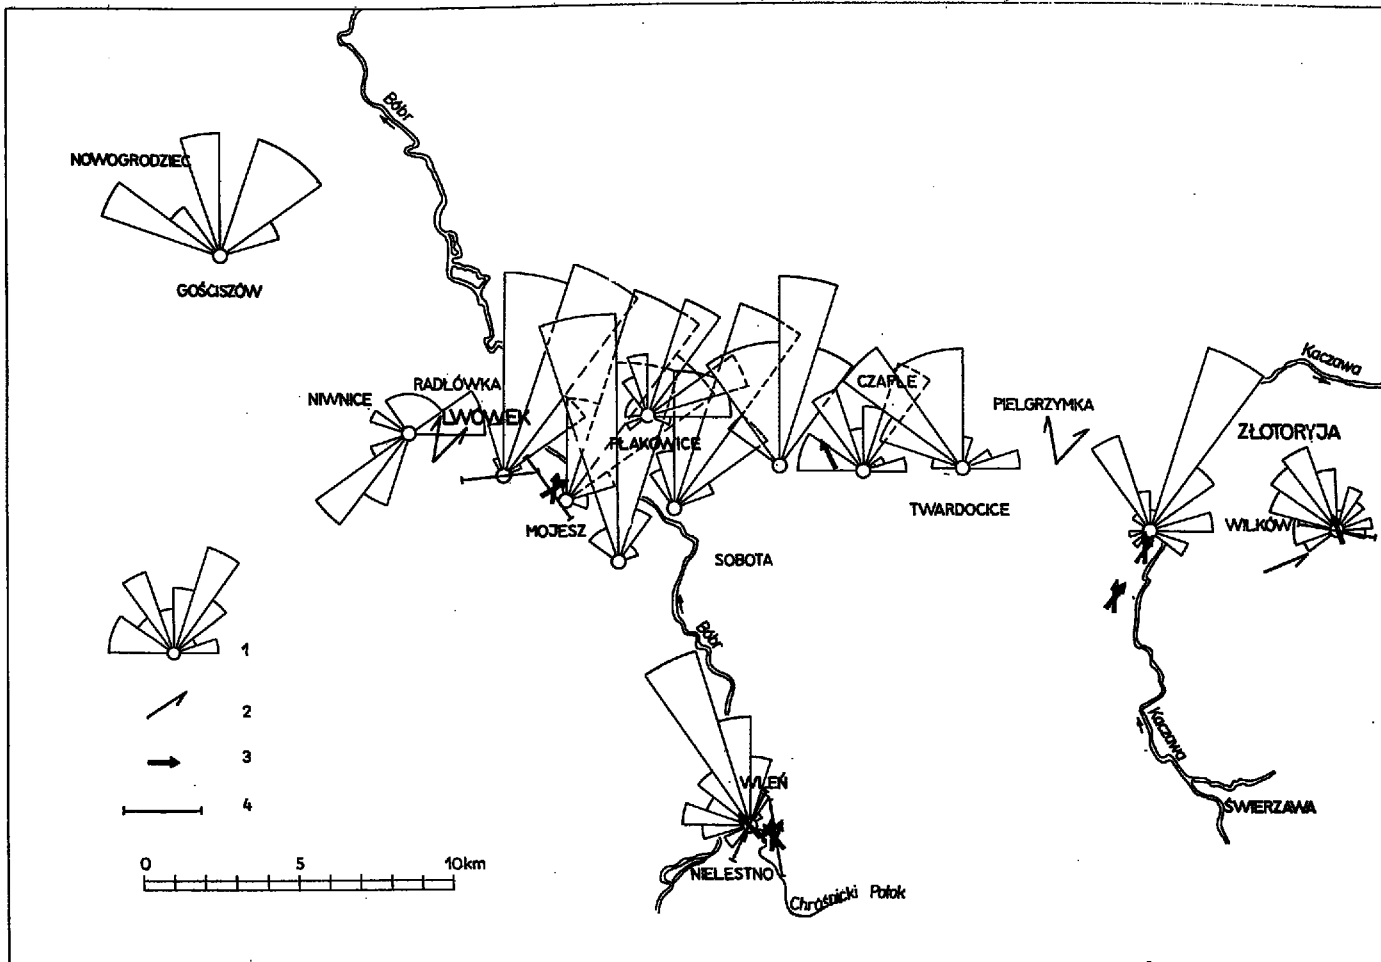 Bóbr
NOWOGRODZIEC
GOŚCISZÓW
Kaczawa
RADŁÓWKA
NIWNICE
LWÓWEK
CZAPLE
PIELGRZYMKA
PŁAKOWICE
ZŁOTORYJA
TWARDOCICE
WILKÓW
MOJESZ
SOBOTA
Bóbr
1
2
3
4
Kaczawa
WLEŃ
ŚWIERZAWA
0 5 10km
NIELESTNO
Chrośnicki Potok